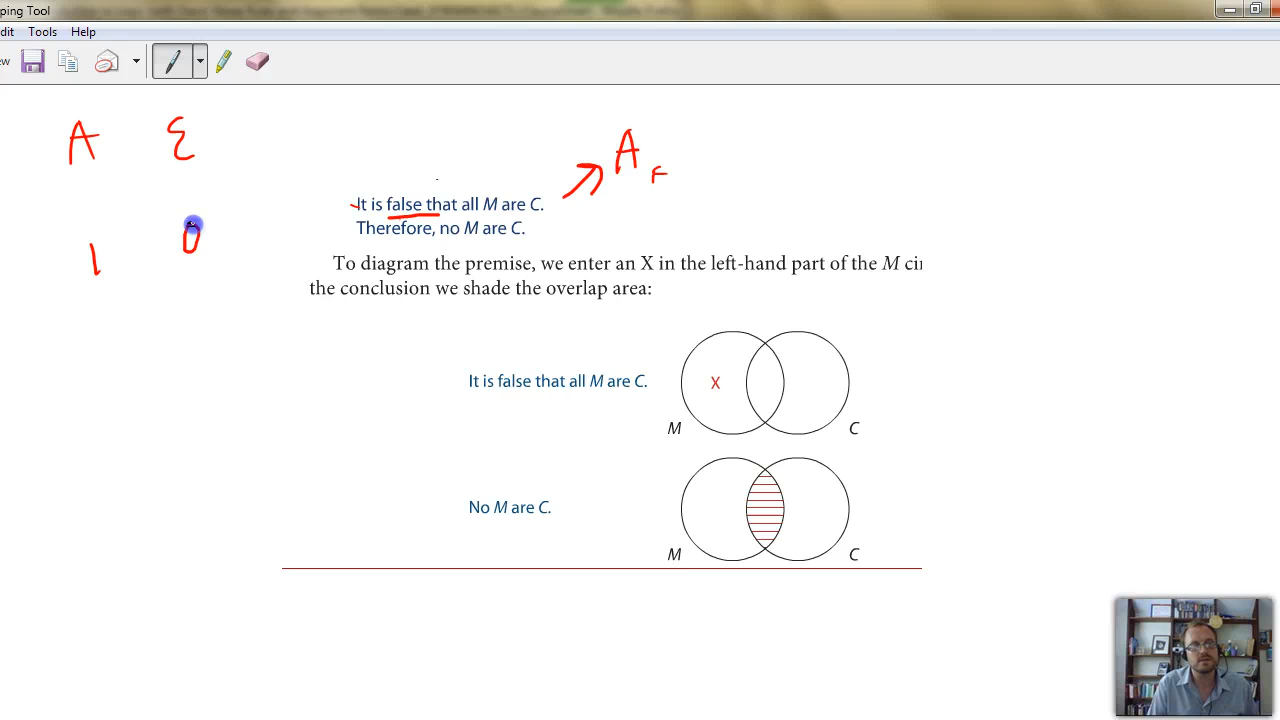 ping Tool
dit Tools Help
ew
A E
A F
It is false that all M are C.
Therefore, no M are C.
I O
To diagram the premise, we enter an X in the left-hand part of the M cir
the conclusion we shade the overlap area:
It is false that all M are C.
X
M C
No M are C.
M C